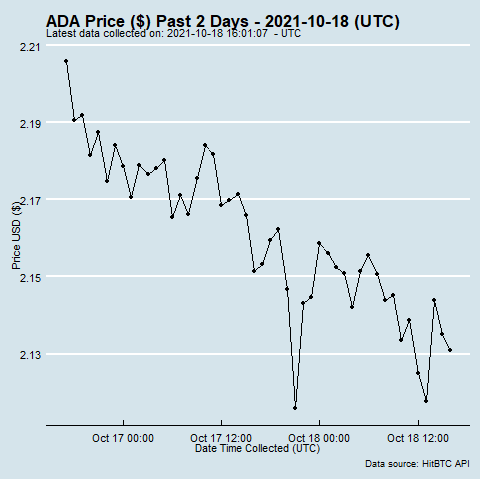 ADA Price ($) Past 2 Days - 2021-10-18 (UTC)
Latest data collected on: 2021-10-18 16:01:07 - UTC
2.21
2.19
2.17
2.15
2.13
Price USD ($)
Oct 17 00:00 Oct 17 12:00 Oct 18 00:00 Oct 18 12:00
Date Time Collected (UTC)
Data source: HitBTC API